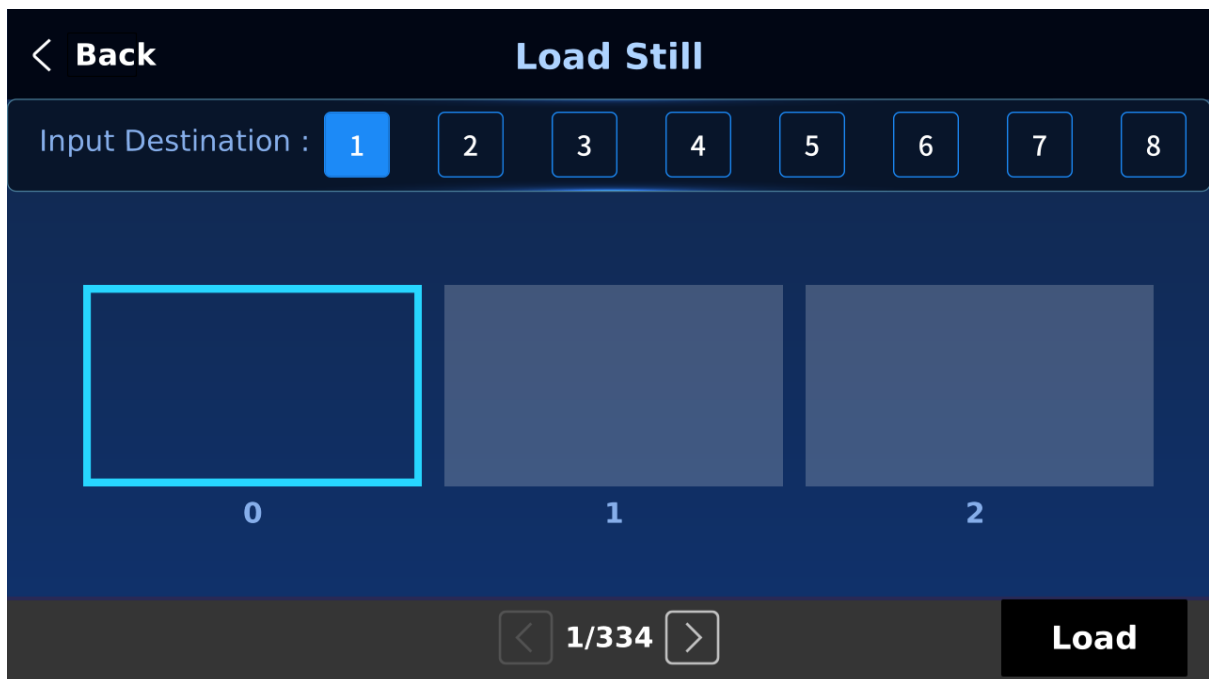 Back
Load Still
Input Destination : 1 2 3 4 5 6 7 8
0 1 2
1/334
Load